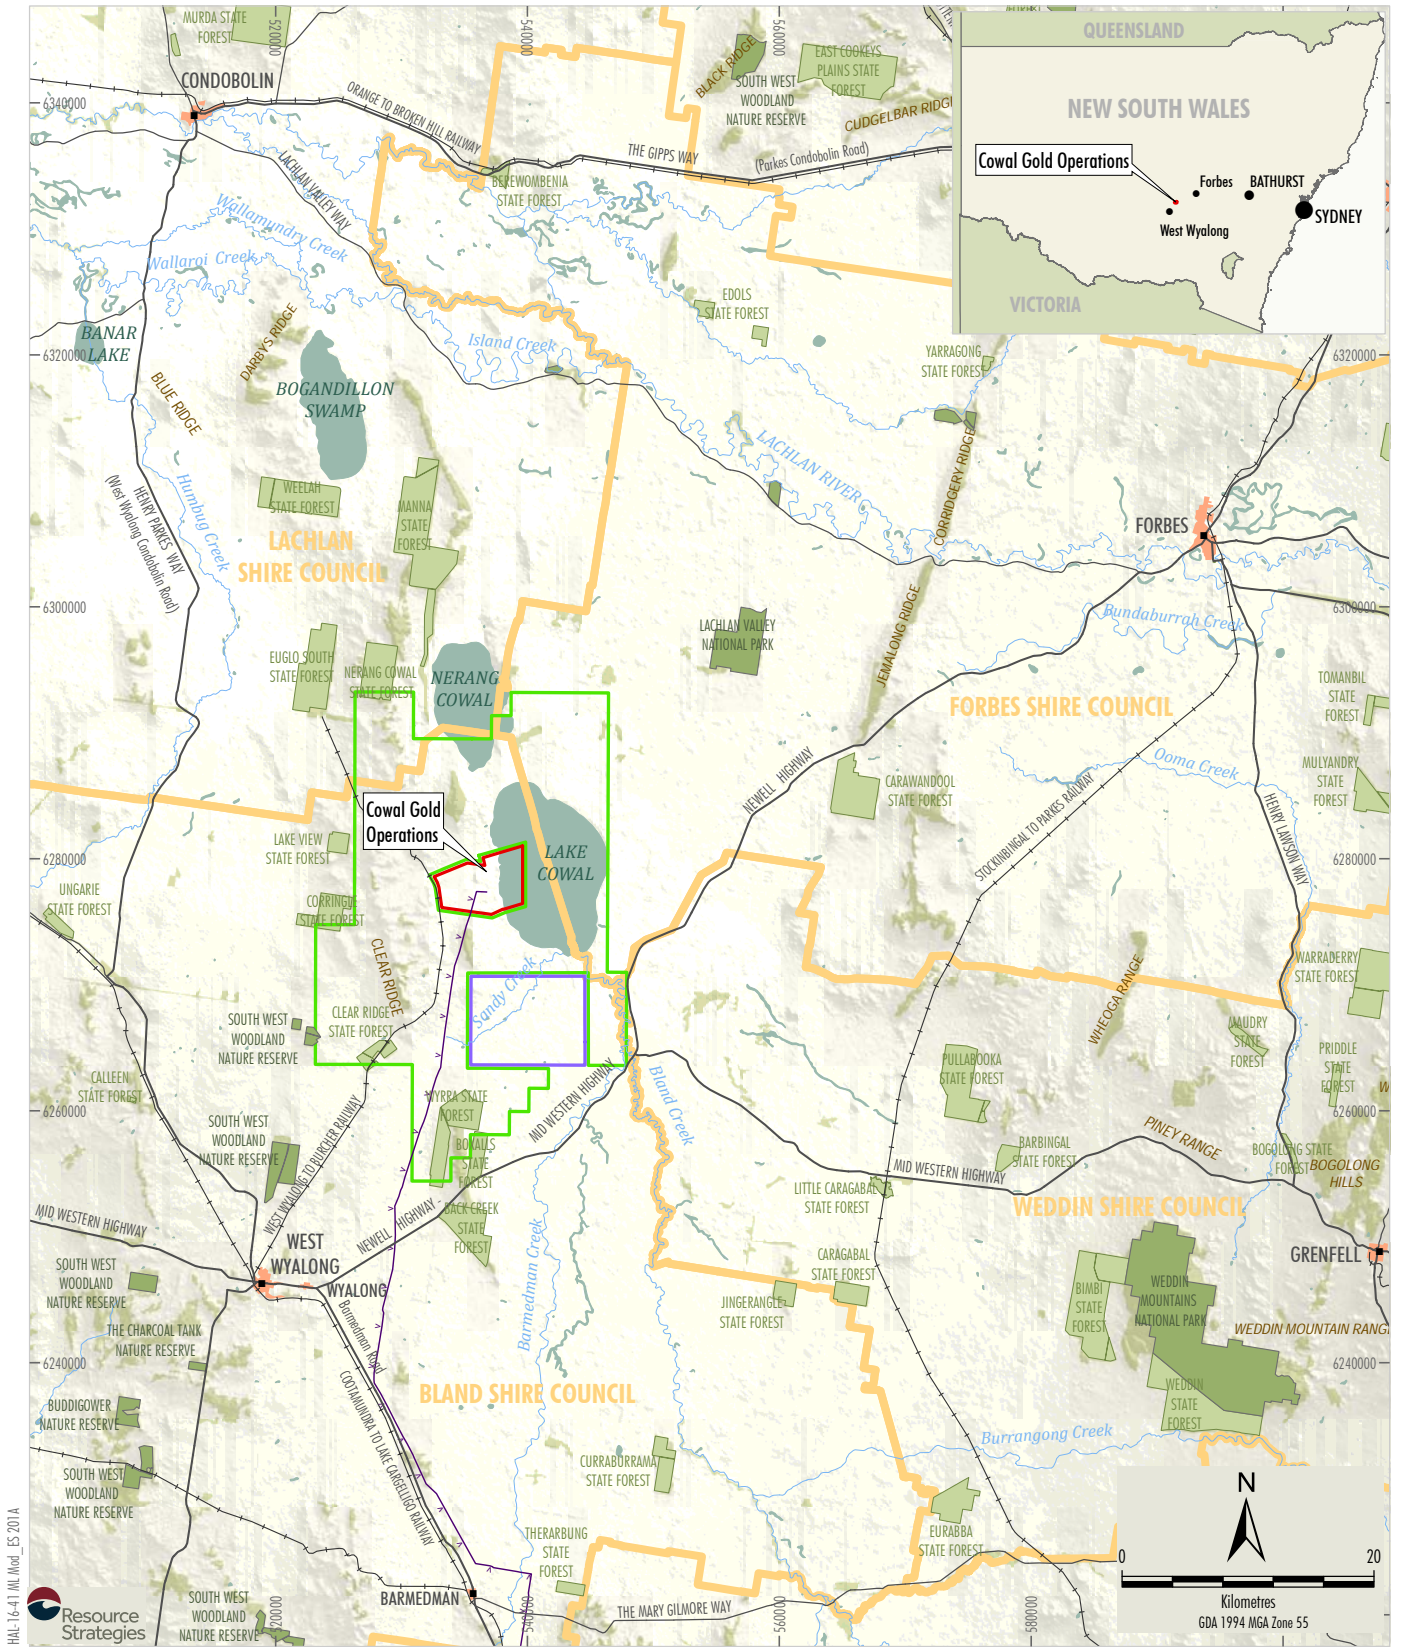 MURDA STATE
FOREST
520000
540000
560000
CONDOBOLIN
6340000
ORANGE TO BROKEN HILL RAILWAY
BLACK RIDGE
SOUTH WEST
WOODLAND
NATURE RESERVE
EAST COOKEYS
PLAINS STATE
FOREST
THE GIPPS WAY
(Parkes Condobolin Road)
LACHLAN VALLEY WAY
BEREWOMBENIA
STATE FOREST
QUEENSLAND
NEW SOUTH WALES
Cowal Gold Operations
Forbes
BATHURST
SYDNEY
West Wyalong
VICTORIA
Wallamundry Creek
Wallaroi Creek
BANAR
LAKE
6320000
DARBYS RIDGE
BLUE RIDGE
BOGANDILLON
SWAMP
Island Creek
EDOLS
STATE FOREST
YARRAGONG
STATE FOREST
6320000
LACHLAN RIVER
CORRIDGERY RIDGE
HENRY PARKES WAY
(West Wyalong Condobolin Road)
Humbug Creek
WEELAH
STATE FOREST
MANNA
STATE
FOREST
LACHLAN
SHIRE COUNCIL
FORBES
6300000
6300000
Bundaburrah Creek
LACHLAN VALLEY
NATIONAL PARK
JEMALONG RIDGE
EUGLO SOUTH
STATE FOREST
NERANG COWAL
STATE FOREST
NERANG
COWAL
FORBES SHIRE COUNCIL
TOMANBIL
STATE
FOREST
Ooma Creek
NEWELL HIGHWAY
CARAWANDOOL
STATE FOREST
STOCKINBINGAL TO PARKES RAILWAY
MULYANDRY
STATE
FOREST
HENRY LAWSON WAY
Cowal Gold
Operations
LAKE VIEW
STATE FOREST
6280000
LAKE
COWAL
6280000
UNGARIE
STATE FOREST
CORRINGLE
STATE FOREST
CLEAR RIDGE
Sandy Creek
WHEOGA RANGE
WARRADERRY
STATE FOREST
SOUTH WEST
WOODLAND
NATURE RESERVE
CLEAR RIDGE
STATE FOREST
MAUDRY
STATE
FOREST
PRIDDLE
STATE
FOREST
CALLEEN
STATE FOREST
PULLABOOKA
STATE FOREST
6260000
WYRRA STATE
FOREST
MID WESTERN HIGHWAY
Bland Creek
6260000
SOUTH WEST
WOODLAND
NATURE RESERVE
WEST WYALONG TO BURCHER RAILWAY
BOXALLS
STATE
FOREST
BARBINGAL
STATE FOREST
PINEY RANGE
BOGOLONG STATE
FOREST
BOGOLONG
HILLS
MID WESTERN HIGHWAY
LITTLE CARAGABAL
STATE FOREST
MID WESTERN HIGHWAY
NEWELL HIGHWAY
BACK CREEK
STATE
FOREST
WEDDIN SHIRE COUNCIL
WEST
WYALONG
WYALONG
Barmedman Creek
CARAGABAL
STATE FOREST
GRENFELL
SOUTH WEST
WOODLAND
NATURE RESERVE
JINGERANGLE
STATE FOREST
BIMBI
STATE
FOREST
WEDDIN
MOUNTAINS
NATIONAL PARK
THE CHARCOAL TANK
NATURE RESERVE
Barmedman Road
WEDDIN MOUNTAIN RANGE
6240000
6240000
BLAND SHIRE COUNCIL
WEDDIN
STATE
FOREST
BUDDIGOWER
NATURE RESERVE
COOTAMUNDRA TO LAKE CARGELLIGO RAILWAY
Burrangong Creek
CURRABURRAMA
STATE FOREST
SOUTH WEST
WOODLAND
NATURE RESERVE
THERARBUNG
STATE
FOREST
EURABBA
STATE FOREST
N
0
20
Kilometres
GDA 1994 MGA Zone 55
BARMEDMAN
SOUTH WEST
WOODLAND
NATURE RESERVE
THE MARY GILMORE WAY
520000
540000
560000
580000
HAL-16-41 ML Mod_ES 201A
Resource
Strategies